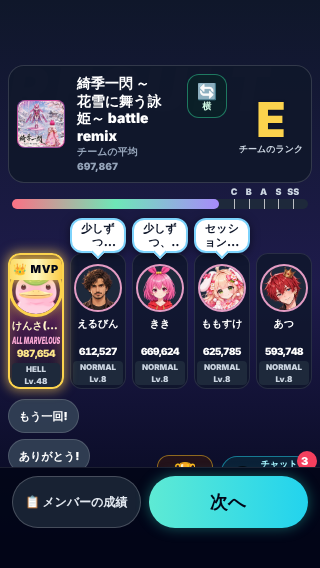 綺季一閃 ～
花雪に舞う詠
姫～ battle
remix
チームの平均
697,867
横
E
チームのランク
C B A S SS
少しず
つ...
少しず
つ、..
セッシ
ョン...
MVP
けんさ(...
えるぴん
きき
ももすけ
あつ
ALL MARVELOUS
987,654
612,527
669,624
625,785
593,748
HELL
Lv.48
NORMAL
Lv.8
NORMAL
Lv.8
NORMAL
Lv.8
NORMAL
Lv.8
もう一回!
ありがとう!
チャット
3
メンバーの成績
次へ